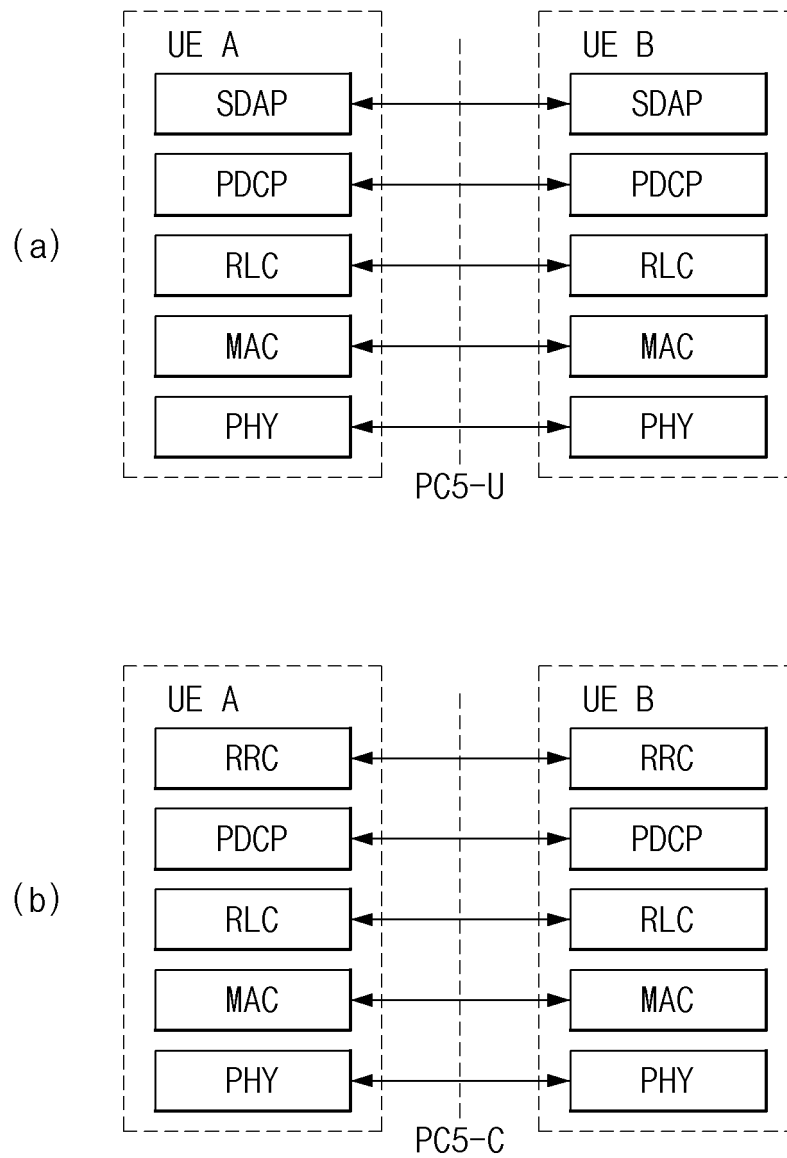 UE A
UE B
SDAP
SDAP
PDCP
PDCP
(a)
RLC
RLC
MAC
MAC
PHY
PHY
PC5-U
UE A
UE B
RRC
RRC
PDCP
PDCP
(b)
RLC
RLC
MAC
MAC
PHY
PHY
PC5-C